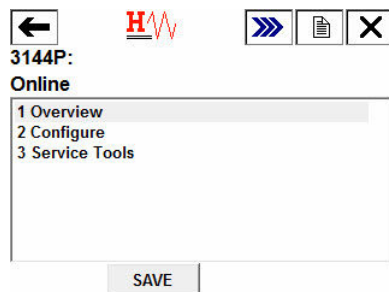 H
3144P:
Online
1 Overview
2 Configure
3 Service Tools
SAVE